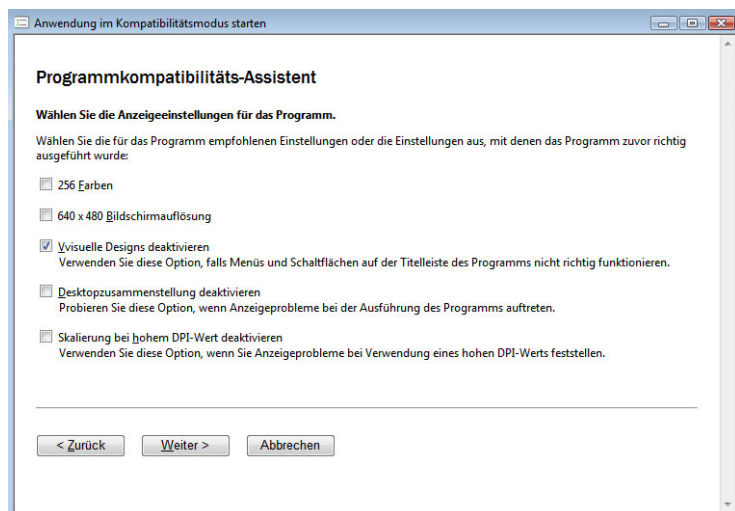 Anwendung im Kompatibilitätsmodus starten
Programmkompatibilitäts-Assistent
Wählen Sie die Anzeigeeinstellungen für das Programm.
Wählen Sie die für das Programm empfohlenen Einstellungen oder die Einstellungen aus, mit denen das Programm zuvor richtig
ausgeführt wurde:
256 Farben
640 x 480 Bildschirmauflösung
Vvisuelle Designs deaktivieren
Verwenden Sie diese Option, falls Menüs und Schaltflächen auf der Titelleiste des Programms nicht richtig funktionieren.
Desktopzusammenstellung deaktivieren
Probieren Sie diese Option, wenn Anzeigeprobleme bei der Ausführung des Programms auftreten.
Skalierung bei hohem DPI-Wert deaktivieren
Verwenden Sie diese Option, wenn Sie Anzeigeprobleme bei Verwendung eines hohen DPI-Werts feststellen.
< Zurück Weiter > Abbrechen